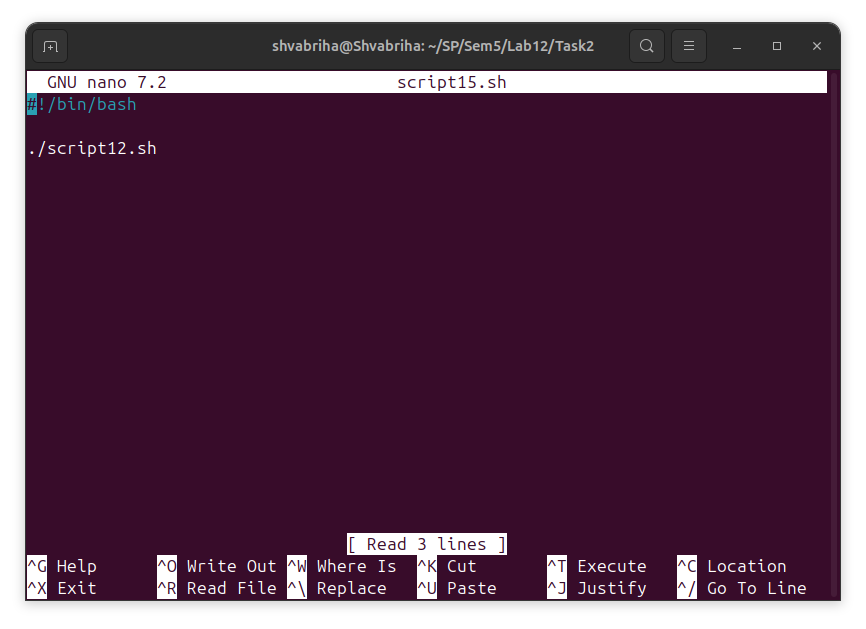 shvabriha@Shvabriha: ~/SP/Sem5/Lab12/Task2
GNU nano 7.2 script15.sh
#!/bin/bash
./script12.sh
[ Read 3 lines ]
^G Help ^O Write Out ^W Where Is ^K Cut ^T Execute ^C Location
^X Exit ^R Read File ^\ Replace ^U Paste ^J Justify ^/ Go To Line